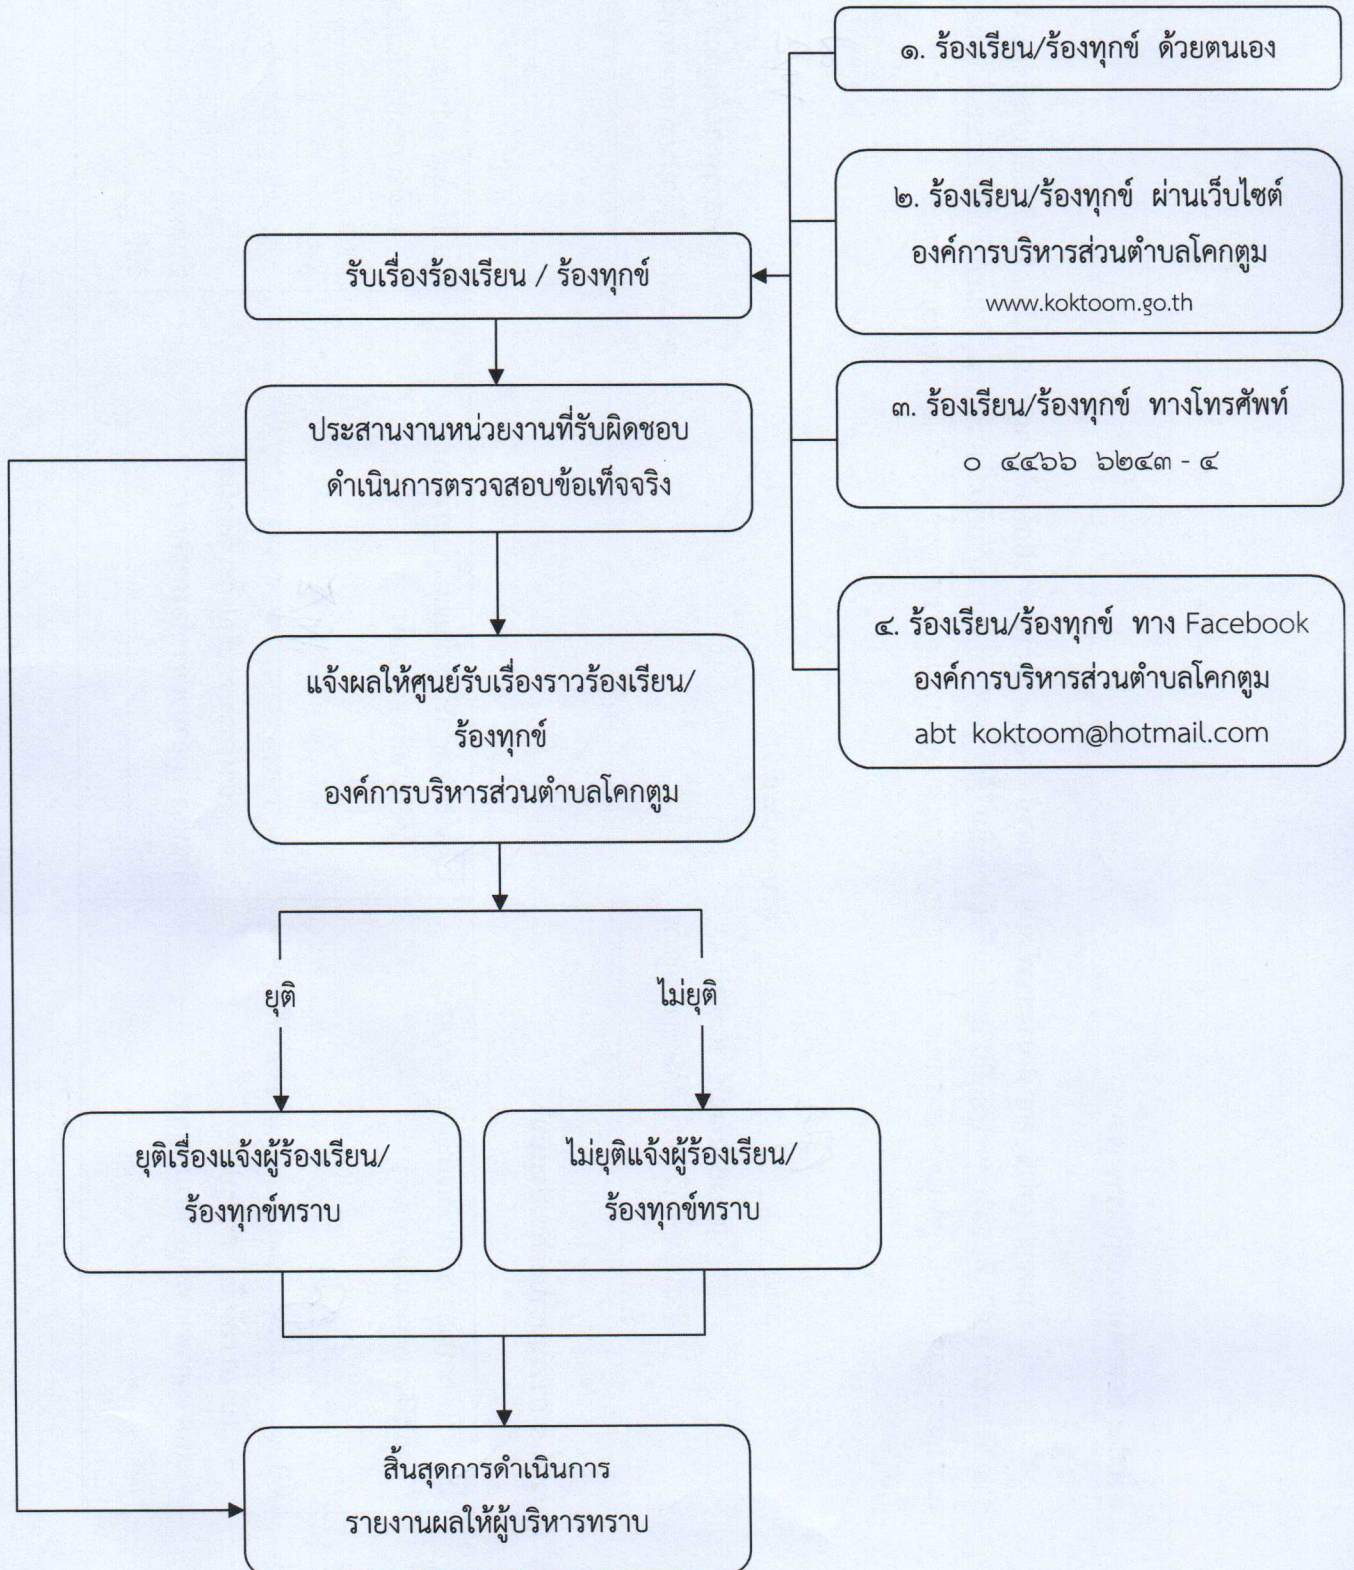 ๑. ร้องเรียน/ร้องทุกข์ ด้วยตนเอง
๒. ร้องเรียน/ร้องทุกข์ ผ่านเว็บไซต์
องค์การบริหารส่วนตำบลโคกตูม
www.koktoom.go.th
๓. ร้องเรียน/ร้องทุกข์ ทางโทรศัพท์
๐ ๔๔๖๖ ๖๒๔๓ - ๔
๔. ร้องเรียน/ร้องทุกข์ ทาง Facebook
องค์การบริหารส่วนตำบลโคกตูม
abt koktoom@hotmail.com
รับเรื่องร้องเรียน / ร้องทุกข์
ประสานงานหน่วยงานที่รับผิดชอบ
ดำเนินการตรวจสอบข้อเท็จจริง
แจ้งผลให้ศูนย์รับเรื่องราวร้องเรียน/
ร้องทุกข์
องค์การบริหารส่วนตำบลโคกตูม
ยุติ
ไม่ยุติ
ยุติเรื่องแจ้งผู้ร้องเรียน/
ร้องทุกข์ทราบ
ไม่ยุติแจ้งผู้ร้องเรียน/
ร้องทุกข์ทราบ
สิ้นสุดการดำเนินการ
รายงานผลให้ผู้บริหารทราบ